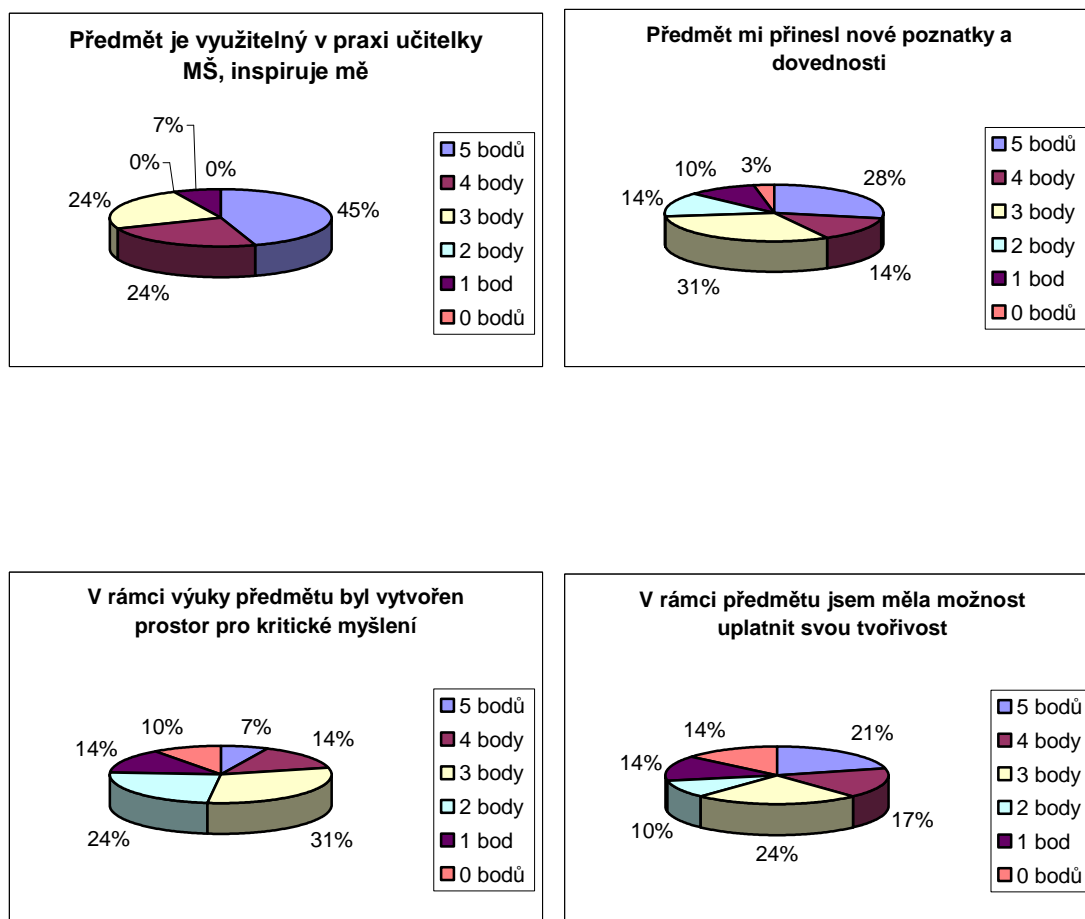 Předmět je využitelný v praxi učitelky
MŠ, inspiruje mě
7%
0%
0%
24%
45%
24%
5 bodů
4 body
3 body
2 body
1 bod
0 bodů
Předmět mi přinesl nové poznatky a
dovednosti
10%
3%
28%
14%
31%
14%
5 bodů
4 body
3 body
2 body
1 bod
0 bodů
V rámci výuky předmětu byl vytvořen
prostor pro kritické myšlení
10%
7%
14%
14%
24%
31%
5 bodů
4 body
3 body
2 body
1 bod
0 bodů
V rámci předmětu jsem měla možnost
uplatnit svou tvořivost
14%
21%
14%
10%
17%
24%
5 bodů
4 body
3 body
2 body
1 bod
0 bodů